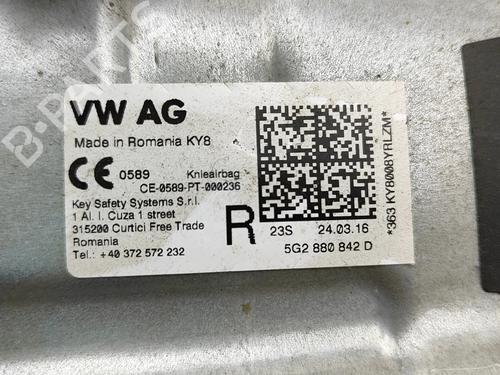 B-PARTS
VW AG
Made in Romania KY8
CE 0589 Knieairbag
CE-0589-PT-000236
Key Safety Systems S.r.l.
1 Al. I. Cuza 1 street
315200 Curtici Free Trade
Romania
Tel.: +40 372 572 232
R
23S 24.03.16
5G2 880 842 D
*363 KY8008YRLZM*